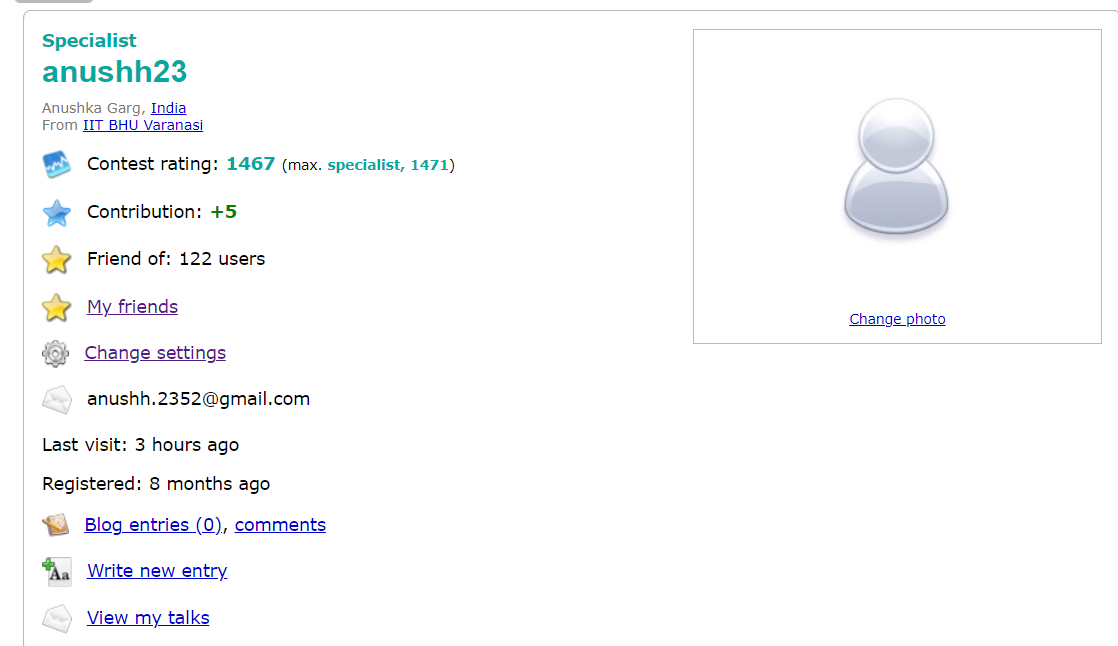 Specialist
anushh23
Anushka Garg, India
From IIT BHU Varanasi
Contest rating: 1467 (max. specialist, 1471)
Contribution: +5
Friend of: 122 users
My friends
Change settings
anushh.2352@gmail.com
Last visit: 3 hours ago
Registered: 8 months ago
Blog entries (0), comments
Aa Write new entry
View my talks
Change photo